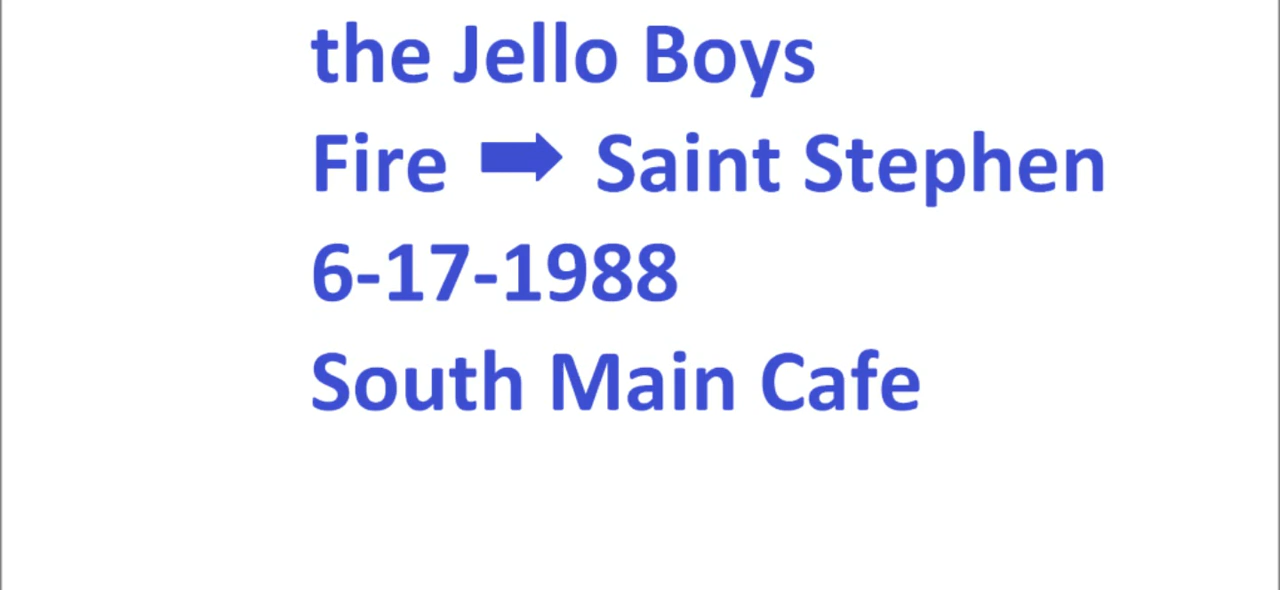 the Jello Boys
Fire ➡ Saint Stephen
6-17-1988
South Main Cafe